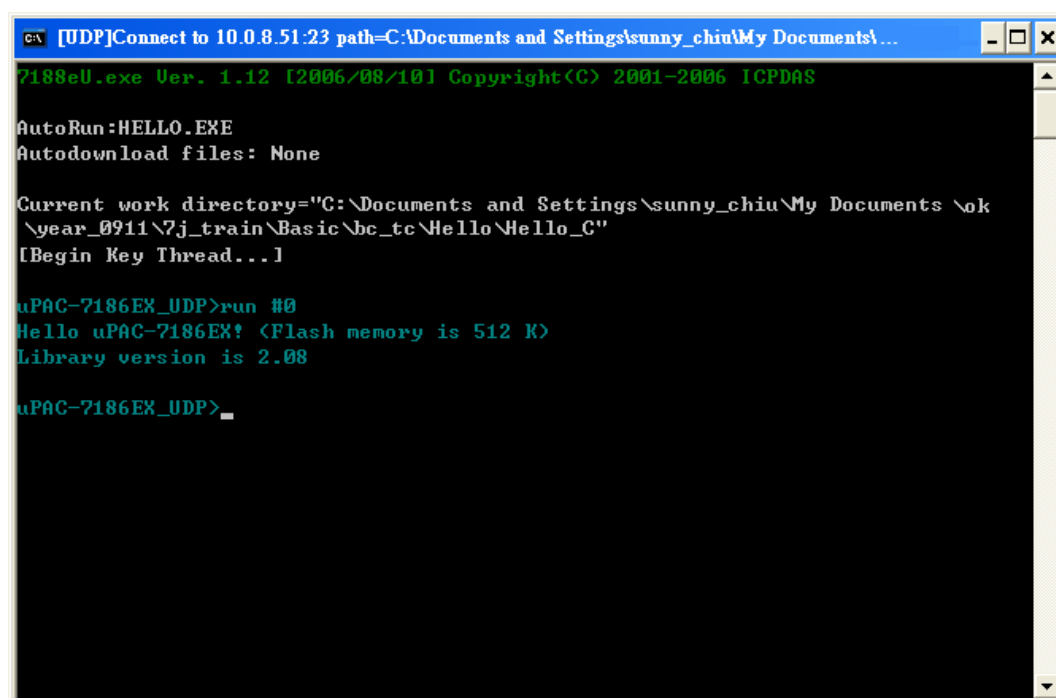 C:\ [UDP]Connect to 10.0.8.51:23 path=C:\Documents and Settings\sunny_chiu\My Documents\...
7188eU.exe Ver. 1.12 [2006/08/10] Copyright(C) 2001-2006 ICPDAS
AutoRun:HELLO.EXE
Autodownload files: None
Current work directory="C:\Documents and Settings\sunny_chiu\My Documents \ok
\year_0911\7j_train\Basic\bc_tc\Hello\Hello_C"
[Begin Key Thread...]
uPAC-7186EX_UDP>run #0
Hello uPAC-7186EX! (Flash memory is 512 K)
Library version is 2.08
uPAC-7186EX_UDP>_